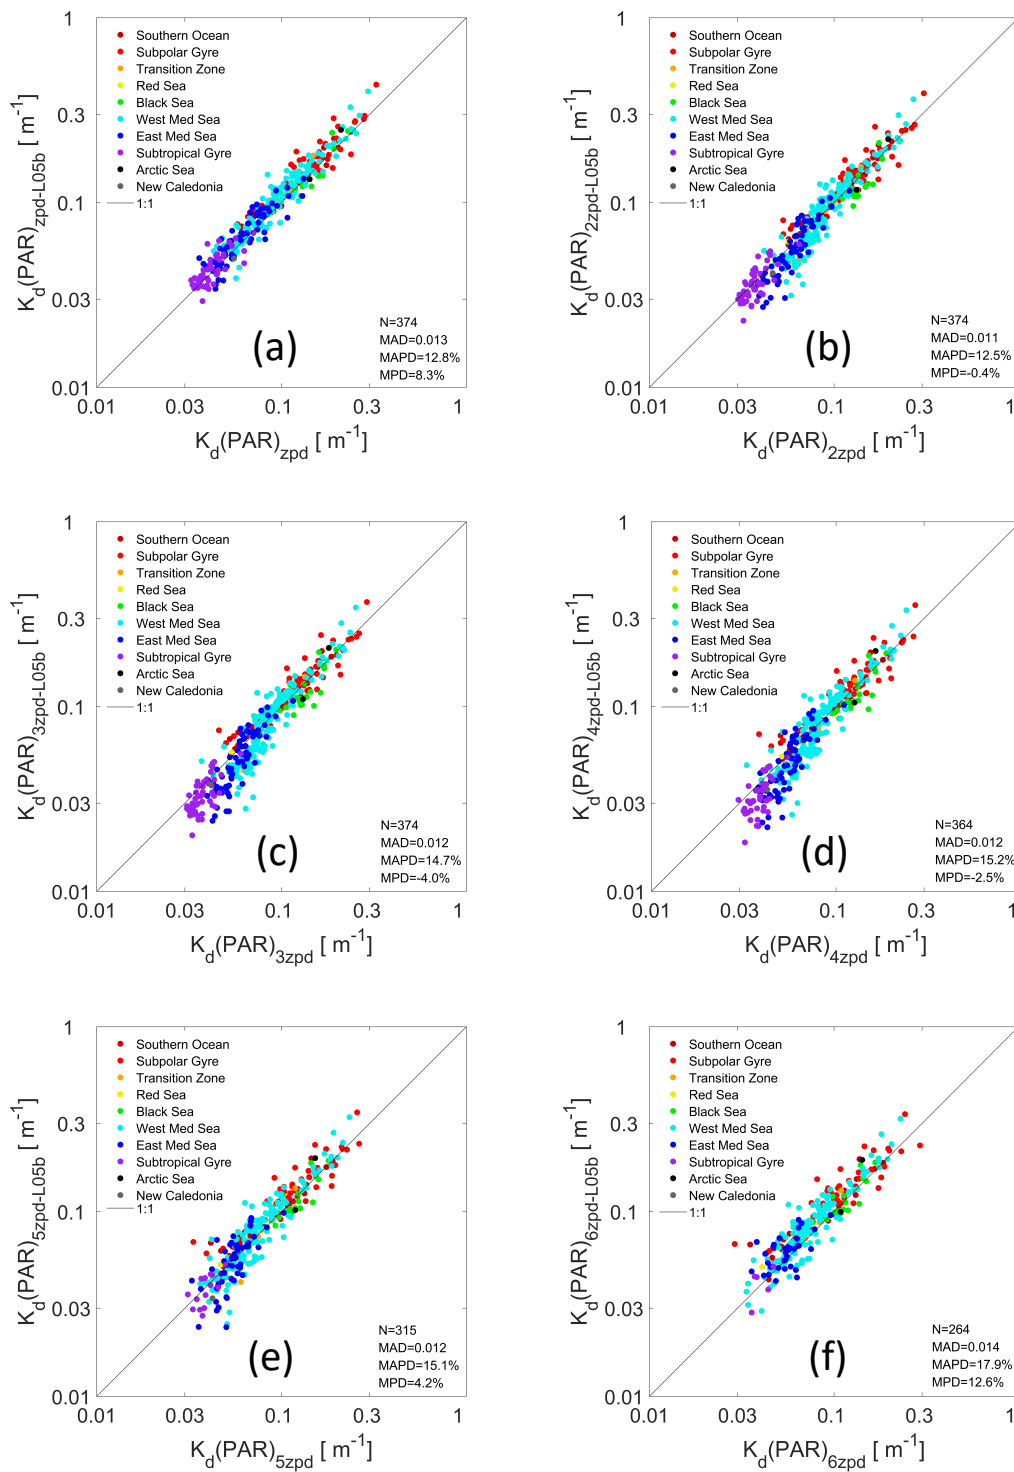 1
0.3
0.1
0.03
0.01
0.01 0.03 0.1 0.3 1
Kd(PAR)zpd-L05b [ m-1]
Kd(PAR)zpd [ m-1]
Southern Ocean
Subpolar Gyre
Transition Zone
Red Sea
Black Sea
West Med Sea
East Med Sea
Subtropical Gyre
Arctic Sea
New Caledonia
1:1
(a)
N=374
MAD=0.013
MAPD=12.8%
MPD=8.3%
1
0.3
0.1
0.03
0.01
0.01 0.03 0.1 0.3 1
Kd(PAR)2zpd-L05b [ m-1]
Kd(PAR)2zpd [ m-1]
Southern Ocean
Subpolar Gyre
Transition Zone
Red Sea
Black Sea
West Med Sea
East Med Sea
Subtropical Gyre
Arctic Sea
New Caledonia
1:1
(b)
N=374
MAD=0.011
MAPD=12.5%
MPD=-0.4%
1
0.3
0.1
0.03
0.01
0.01 0.03 0.1 0.3 1
Kd(PAR)3zpd-L05b [ m-1]
Kd(PAR)3zpd [ m-1]
Southern Ocean
Subpolar Gyre
Transition Zone
Red Sea
Black Sea
West Med Sea
East Med Sea
Subtropical Gyre
Arctic Sea
New Caledonia
1:1
(c)
N=374
MAD=0.012
MAPD=14.7%
MPD=-4.0%
1
0.3
0.1
0.03
0.01
0.01 0.03 0.1 0.3 1
Kd(PAR)4zpd-L05b [ m-1]
Kd(PAR)4zpd [ m-1]
Southern Ocean
Subpolar Gyre
Transition Zone
Red Sea
Black Sea
West Med Sea
East Med Sea
Subtropical Gyre
Arctic Sea
New Caledonia
1:1
(d)
N=364
MAD=0.012
MAPD=15.2%
MPD=-2.5%
1
0.3
0.1
0.03
0.01
0.01 0.03 0.1 0.3 1
Kd(PAR)5zpd-L05b [ m-1]
Kd(PAR)5zpd [ m-1]
Southern Ocean
Subpolar Gyre
Transition Zone
Red Sea
Black Sea
West Med Sea
East Med Sea
Subtropical Gyre
Arctic Sea
New Caledonia
1:1
(e)
N=315
MAD=0.012
MAPD=15.1%
MPD=4.2%
1
0.3
0.1
0.03
0.01
0.01 0.03 0.1 0.3 1
Kd(PAR)6zpd-L05b [ m-1]
Kd(PAR)6zpd [ m-1]
Southern Ocean
Subpolar Gyre
Transition Zone
Red Sea
Black Sea
West Med Sea
East Med Sea
Subtropical Gyre
Arctic Sea
New Caledonia
1:1
(f)
N=264
MAD=0.014
MAPD=17.9%
MPD=12.6%